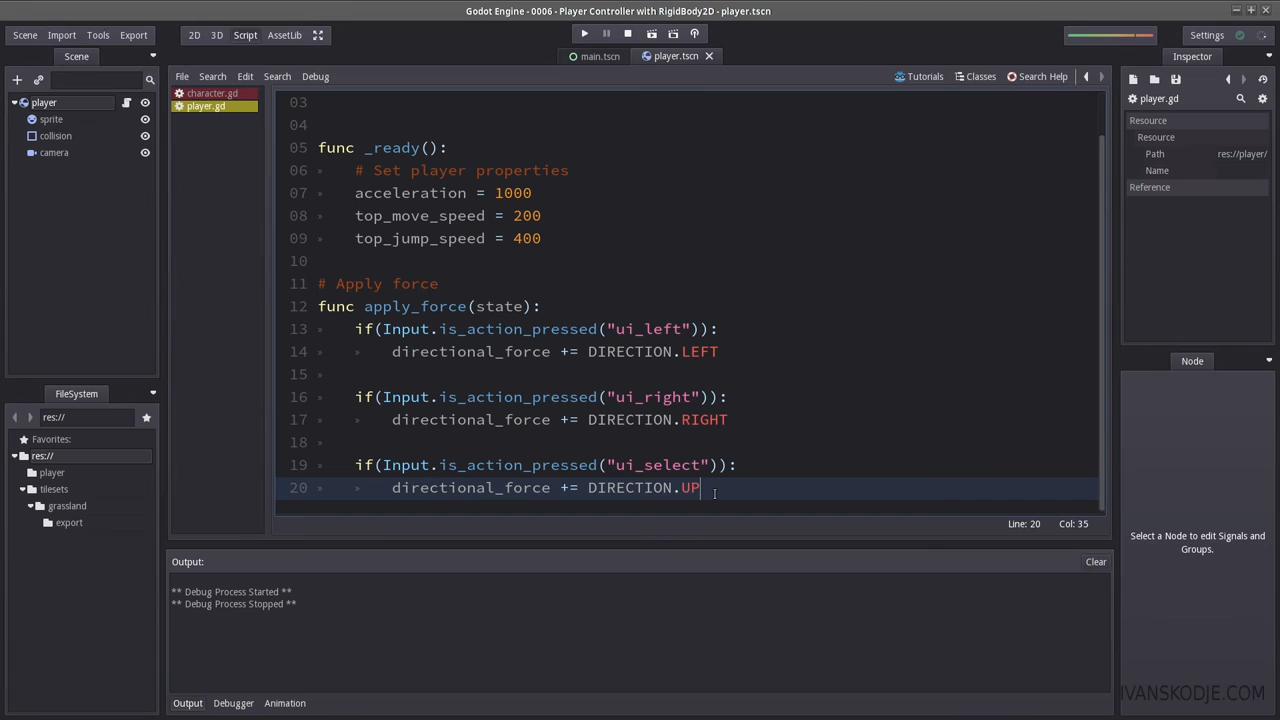 Godot Engine - 0006 - Player Controller with RigidBody2D - player.tscn
Scene Import Tools Export
2D 3D Script AssetLib
Settings
Scene
main.tscn
player.tscn
Inspector
File Search Edit Search Debug
Tutorials Classes Search Help
player
sprite
collision
camera
character.gd
player.gd
03
04
05 func _ready():
06 # Set player properties
07 acceleration = 1000
08 top_move_speed = 200
09 top_jump_speed = 400
10
11 # Apply force
12 func apply_force(state):
13 if(Input.is_action_pressed("ui_left")):
14 directional_force += DIRECTION.LEFT
15
16 if(Input.is_action_pressed("ui_right")):
17 directional_force += DIRECTION.RIGHT
18
19 if(Input.is_action_pressed("ui_select")):
20 directional_force += DIRECTION.UP
Line: 20 Col: 35
player.gd
Resource
Resource
Path res://player/
Name
Reference
Node
Select a Node to edit Signals and
Groups.
FileSystem
res://
Favorites:
res://
player
tilesets
grassland
export
Output:
Clear
** Debug Process Started **
** Debug Process Stopped **
Output Debugger Animation
IVANSKODJE.COM